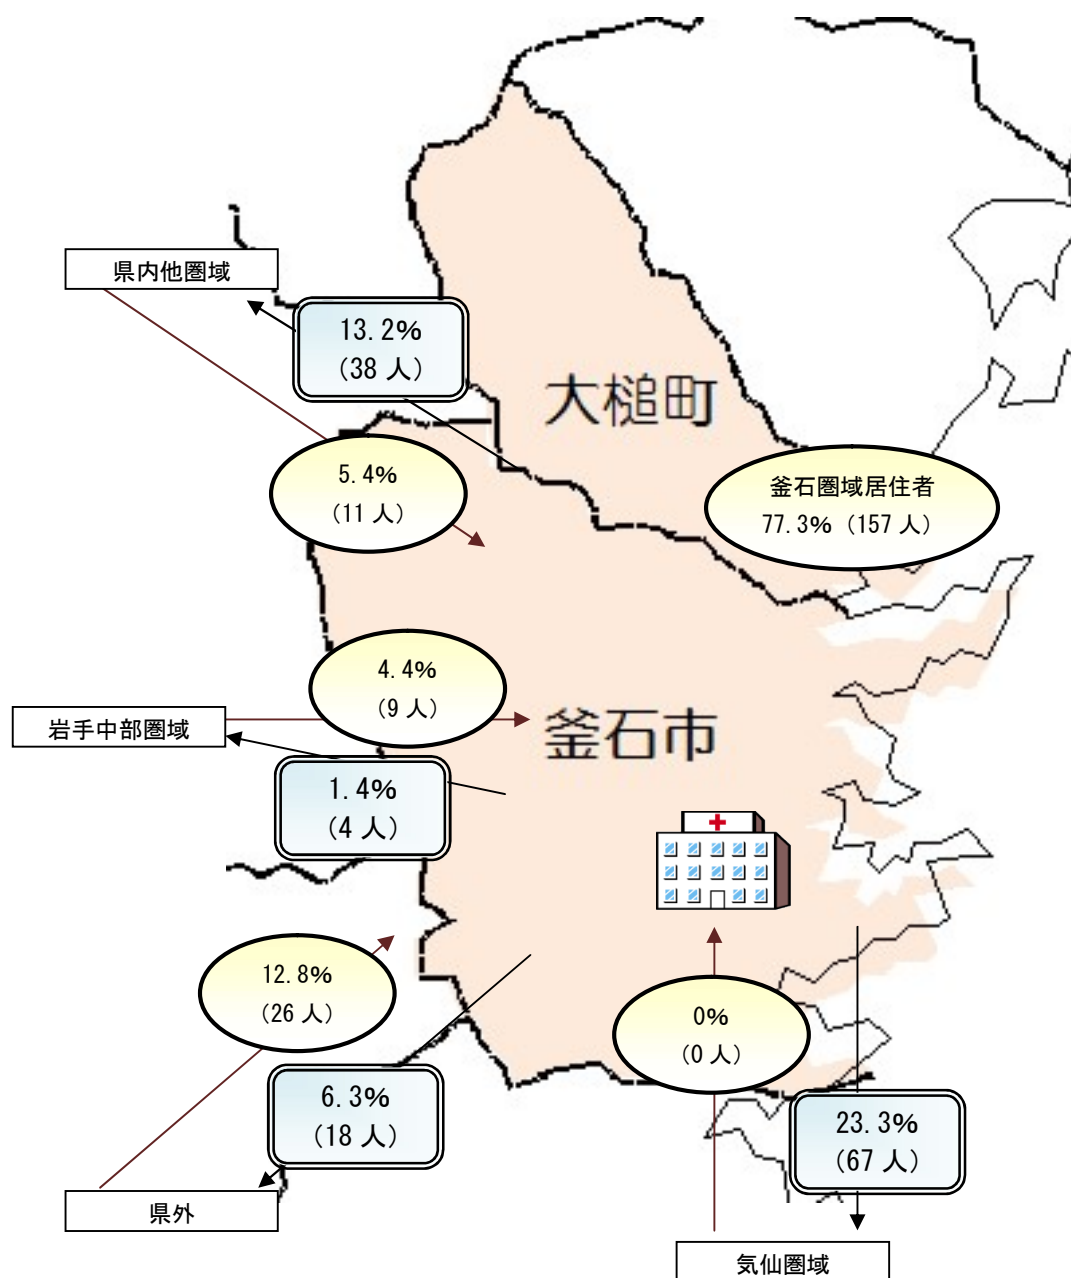 県内他圏域
13.2%
(38 人)
大槌町
5.4%
(11 人)
釜石圏域居住者
77.3% (157 人)
4.4%
(9 人)
岩手中部圏域
釜石市
1.4%
(4 人)
12.8%
(26 人)
0%
(0 人)
6.3%
(18 人)
23.3%
(67 人)
県外
気仙圏域